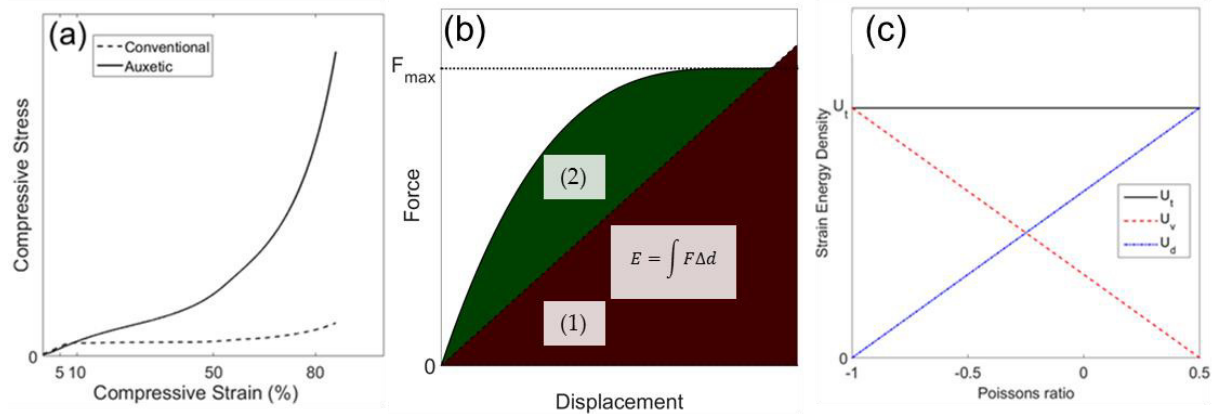 (a)
Conventional
Auxetic
Compressive Stress
0
5 10 50 80
Compressive Strain (%)
(b)
F max
Force
(2)
E = ∫ FΔd
(1)
0
Displacement
(c)
U t
Strain Energy Density
U t
U v
U d
0
-1 -0.5 0 0.5
Poissons ratio